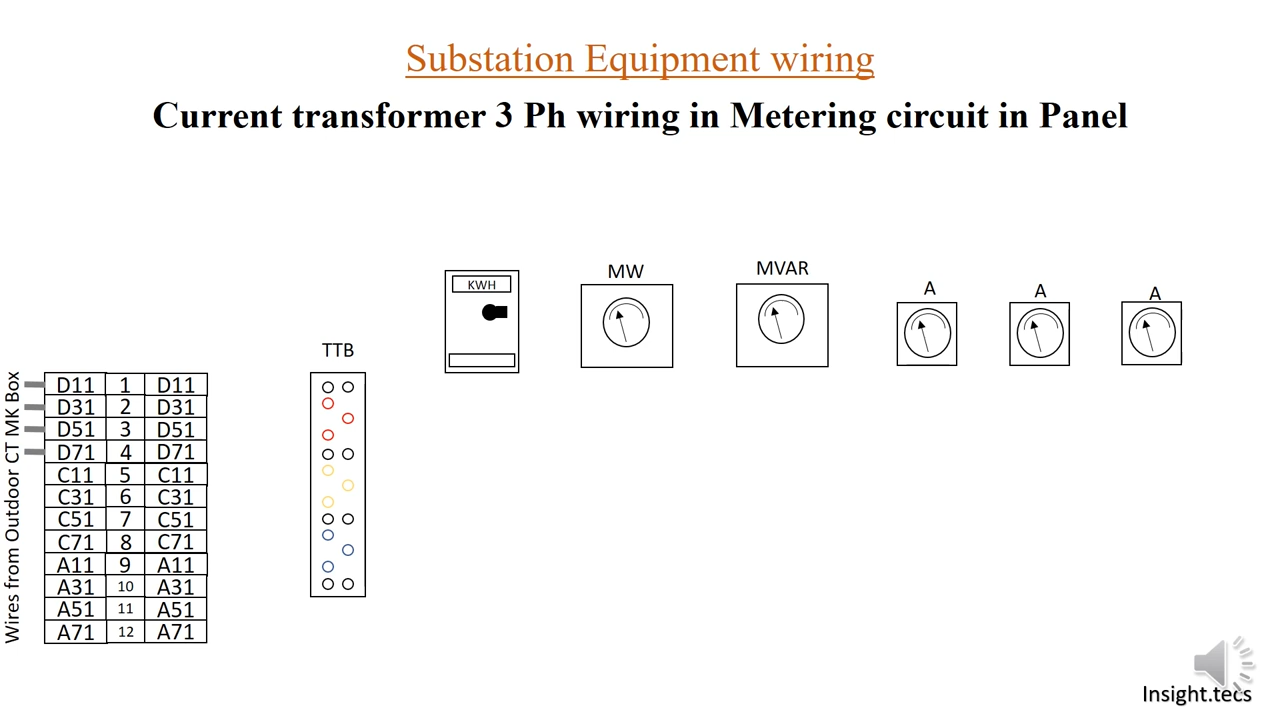 Substation Equipment wiring
Current transformer 3 Ph wiring in Metering circuit in Panel
KWH
MW
MVAR
A
A
A
TTB
Wires from Outdoor CT MK Box
D11 1 D11
D31 2 D31
D51 3 D51
D71 4 D71
C11 5 C11
C31 6 C31
C51 7 C51
C71 8 C71
A11 9 A11
A31 10 A31
A51 11 A51
A71 12 A71
Insight.tecs